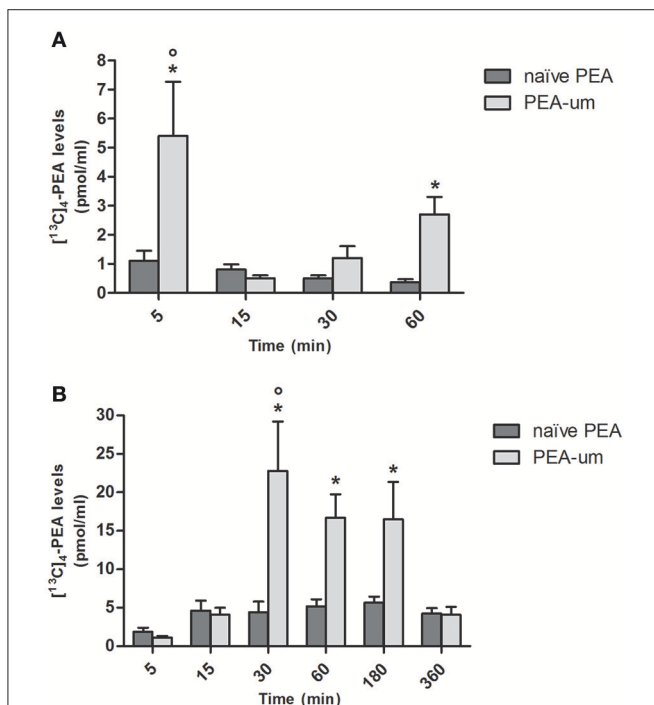 A
naïve PEA
PEA-um
[¹³C]₄-PEA levels
(pmol/ml)
8
7
6
5
4
3
2
1
0
°
*
*
5
15
30
60
Time (min)
B
naïve PEA
PEA-um
[¹³C]₄-PEA levels
(pmol/ml)
30
25
20
15
10
5
0
°
*
*
*
5
15
30
60
180
360
Time (min)